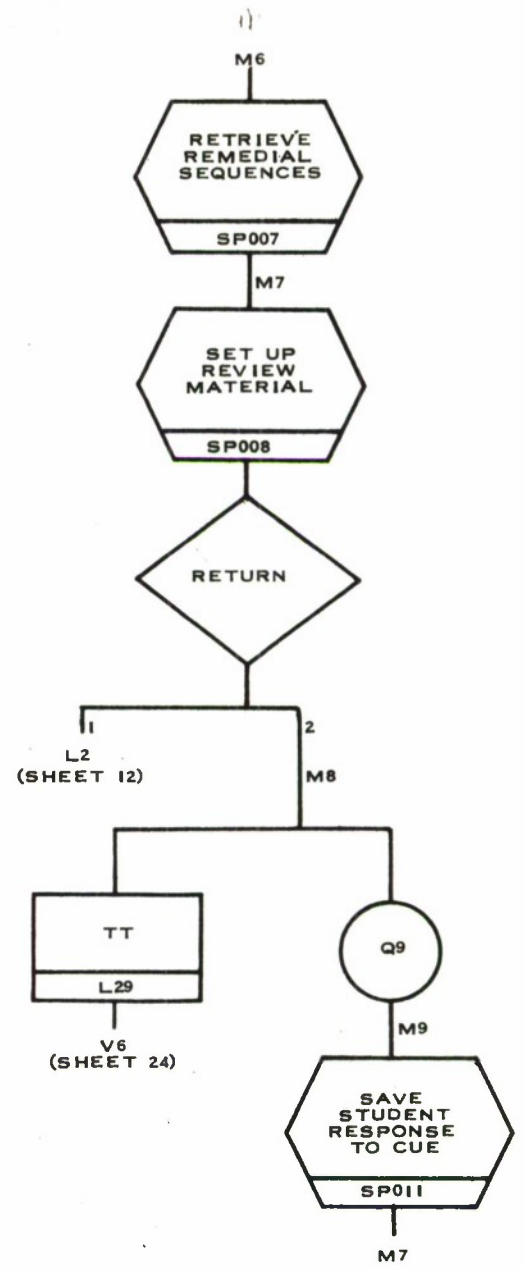 M6
RETRIEVE
REMEDIAL
SEQUENCES
SP007
M7
SET UP
REVIEW
MATERIAL
SP008
RETURN
1
2
L2
(SHEET 12)
M8
TT
L29
V6
(SHEET 24)
Q9
M9
SAVE
STUDENT
RESPONSE
TO CUE
SP011
M7